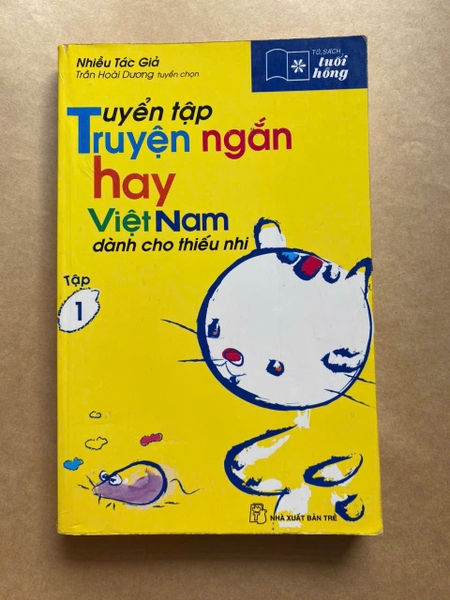 Nhiều Tác Giả
Trần Hoài Dương tuyển chọn
TỦ SÁCH
tuổi
hồng
Tuyển tập
Truyện ngắn
hay
Việt Nam
dành cho thiếu nhi
Tập
1
NHÀ XUẤT BẢN TRẺ